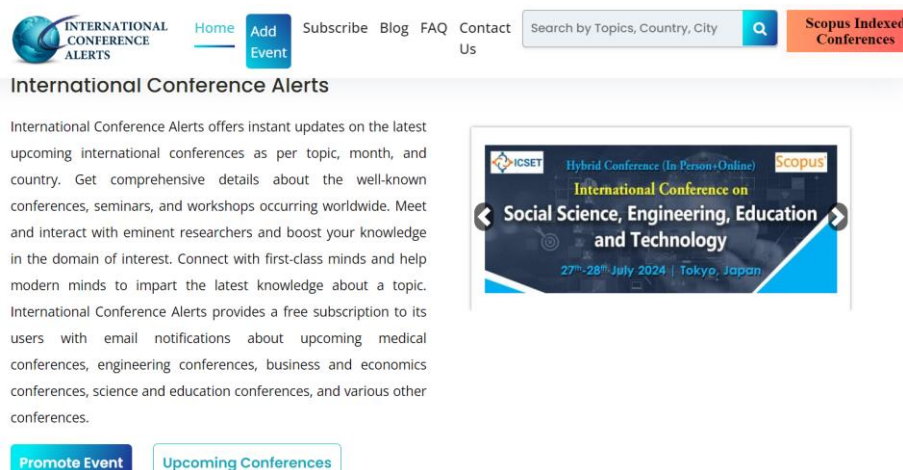 INTERNATIONAL
CONFERENCE
ALERTS
Home
Add
Event
Subscribe
Blog
FAQ
Contact
Us
Search by Topics, Country, City
Scopus Indexed
Conferences
International Conference Alerts
International Conference Alerts offers instant updates on the latest
upcoming international conferences as per topic, month, and
country. Get comprehensive details about the well-known
conferences, seminars, and workshops occurring worldwide. Meet
and interact with eminent researchers and boost your knowledge
in the domain of interest. Connect with first-class minds and help
modern minds to impart the latest knowledge about a topic.
International Conference Alerts provides a free subscription to its
users with email notifications about upcoming medical
conferences, engineering conferences, business and economics
conferences, science and education conferences, and various other
conferences.
Promote Event
Upcoming Conferences
ICSET
Hybrid Conference (In-Person+Online)
Scopus
International Conference on
Social Science, Engineering, Education
and Technology
27th-28th July 2024 | Tokyo, Japan